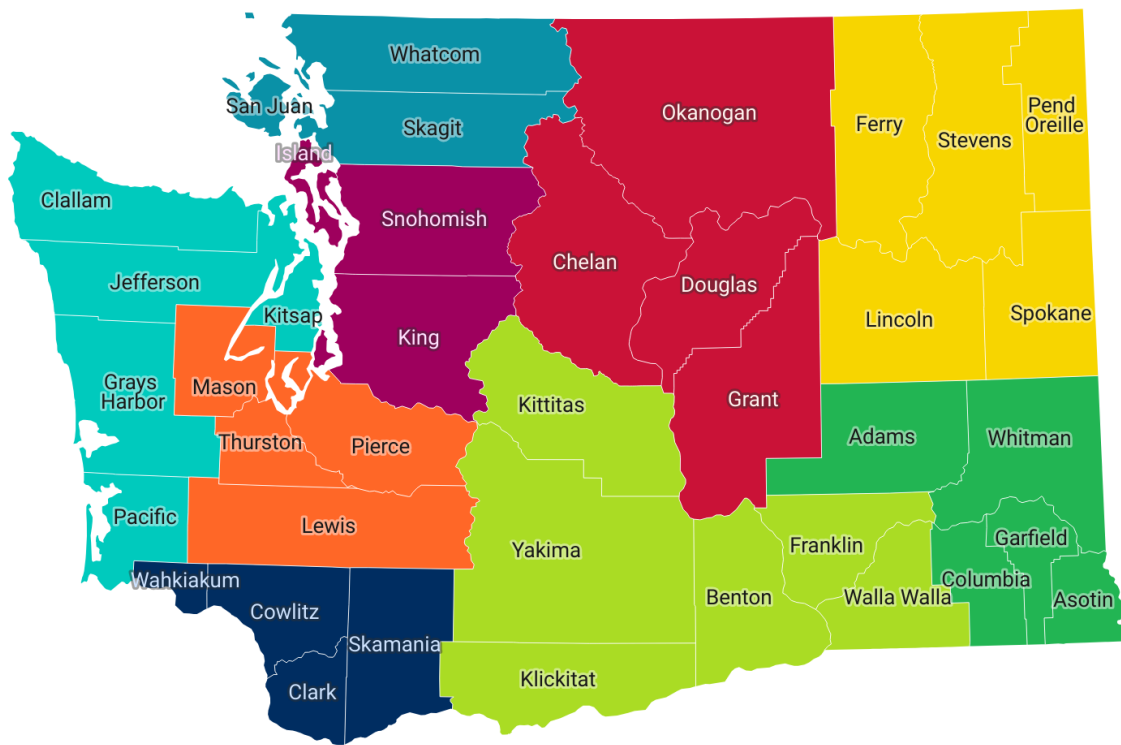 Whatcom
San Juan
Skagit
Okanogan
Ferry
Stevens
Pend
Oreille
Island
Clallam
Snohomish
Chelan
Douglas
Jefferson
Kitsap
King
Lincoln
Spokane
Grays
Harbor
Mason
Kittitas
Grant
Thurston
Pierce
Adams
Whitman
Pacific
Lewis
Yakima
Franklin
Garfield
Wahkiakum
Cowlitz
Skamania
Benton
Walla Walla
Columbia
Asotin
Clark
Klickitat